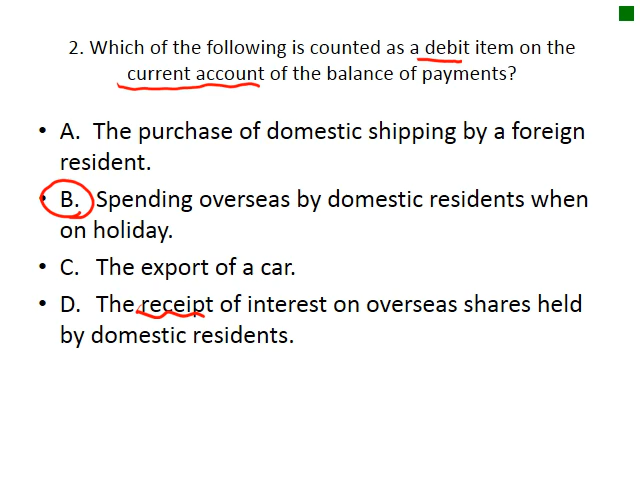 2. Which of the following is counted as a debit item on the
current account of the balance of payments?
• A. The purchase of domestic shipping by a foreign
resident.
• B. Spending overseas by domestic residents when
on holiday.
• C. The export of a car.
• D. The receipt of interest on overseas shares held
by domestic residents.